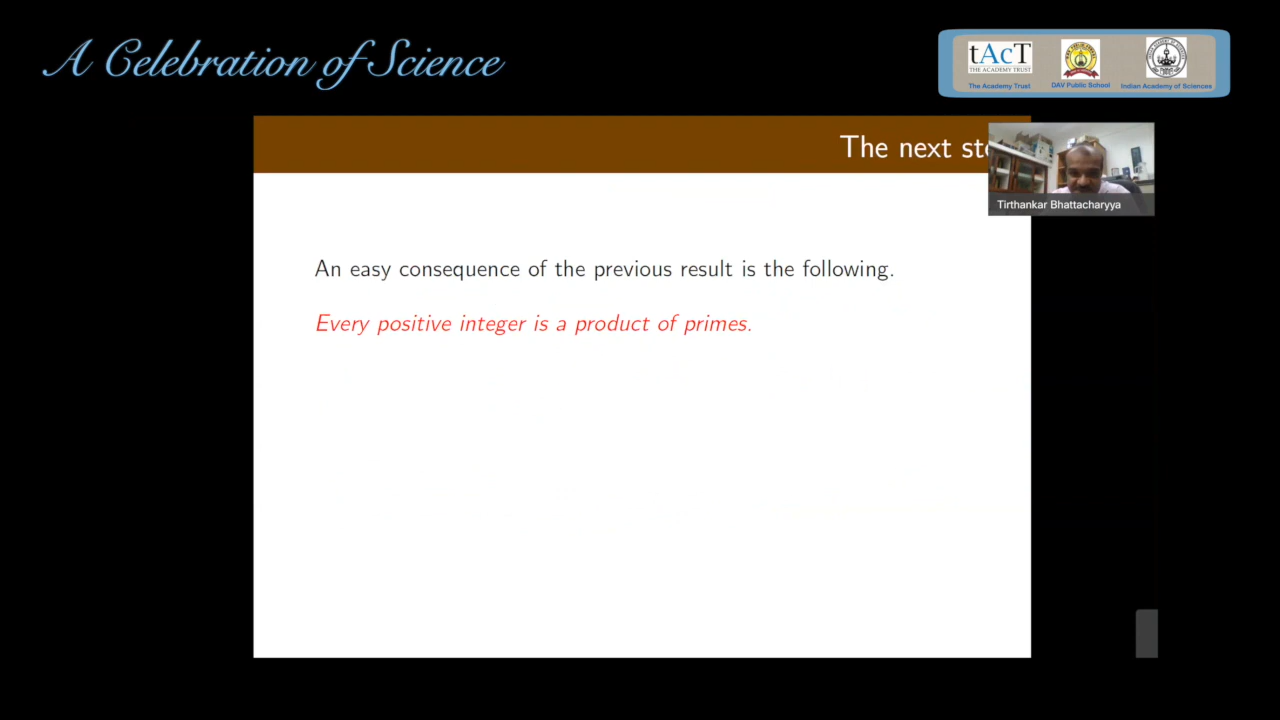 A Celebration of Science
tAcT
THE ACADEMY TRUST
The Academy Trust
DAV Public School
Indian Academy of Sciences
The next
Tirthankar Bhattacharyya
An easy consequence of the previous result is the following.
Every positive integer is a product of primes.